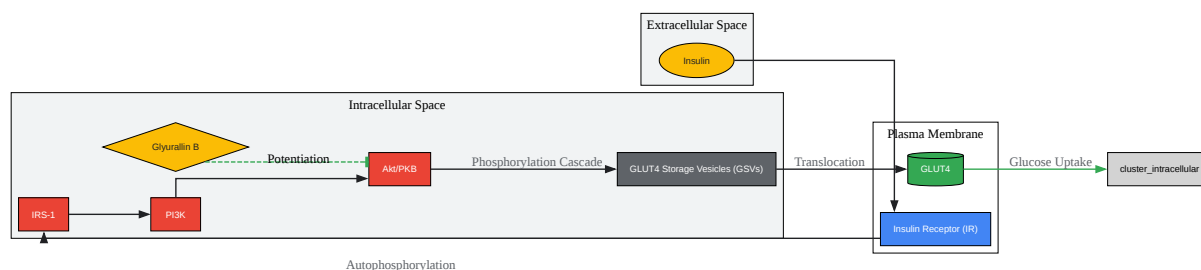 Extracellular Space
Insulin
Intracellular Space
Plasma Membrane
Glyurallin B
Potentiation
Akt/PKB
Phosphorylation Cascade
GLUT4 Storage Vesicles (GSVs)
Translocation
GLUT4
Glucose Uptake
cluster_intracellular
IRS-1
PI3K
Insulin Receptor (IR)
Autophosphorylation